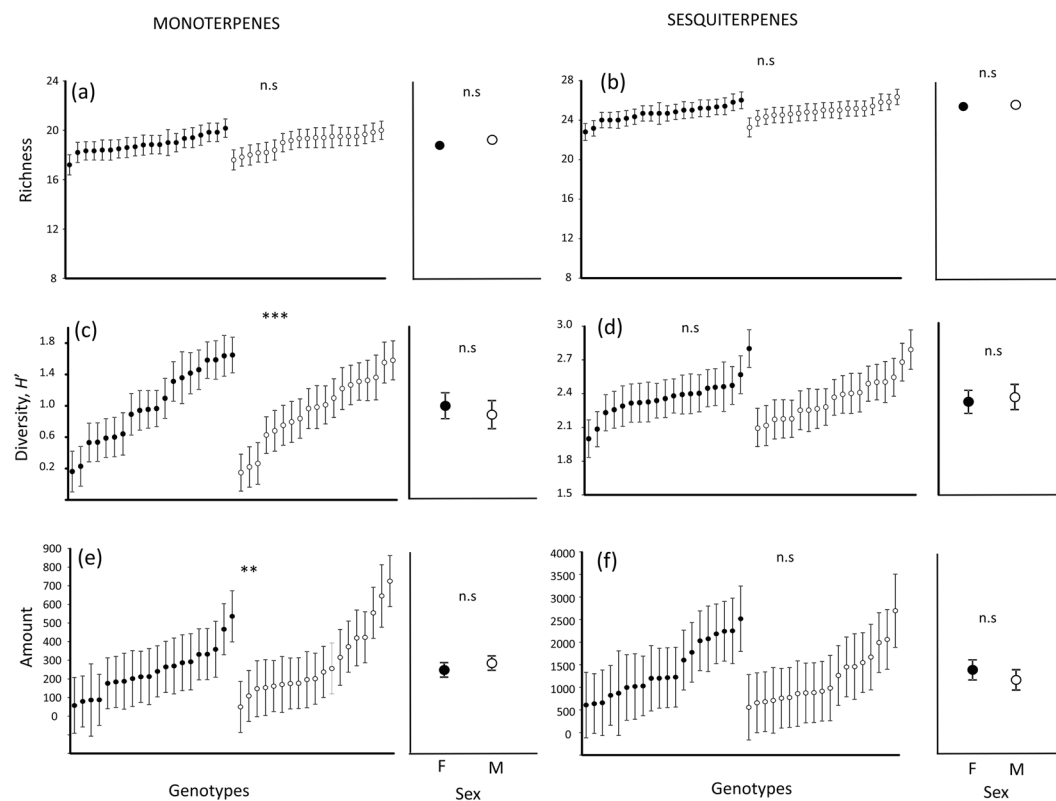 MONOTERPENES
SESQUITERPENES
(a)
n.s
n.s
24
20
16
12
8
Richness
(b)
n.s
n.s
28
24
20
16
12
8
(c)
***
n.s
1.8
1.4
1.0
0.6
0.2
Diversity, H'
(d)
n.s
n.s
3.0
2.7
2.4
2.1
1.8
1.5
(e)
**
n.s
900
800
700
600
500
400
300
200
100
0
Amount
(f)
n.s
n.s
4000
3500
3000
2500
2000
1500
1000
500
0
F
M
F
M
Genotypes
Sex
Genotypes
Sex